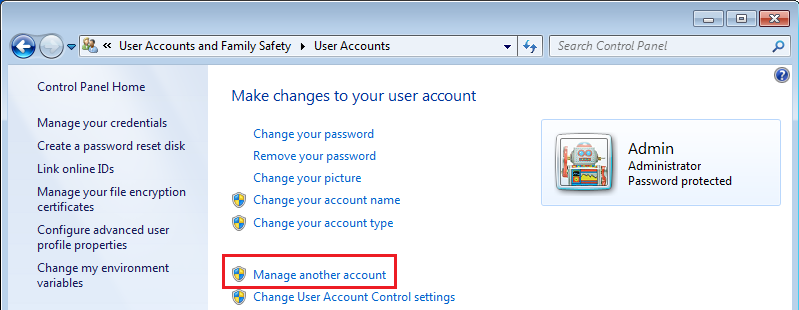 « User Accounts and Family Safety ▸ User Accounts
Search Control Panel
Control Panel Home
Manage your credentials
Create a password reset disk
Link online IDs
Manage your file encryption
certificates
Configure advanced user
profile properties
Change my environment
variables
Make changes to your user account
Change your password
Remove your password
Change your picture
Change your account name
Change your account type
Manage another account
Change User Account Control settings
Admin
Administrator
Password protected